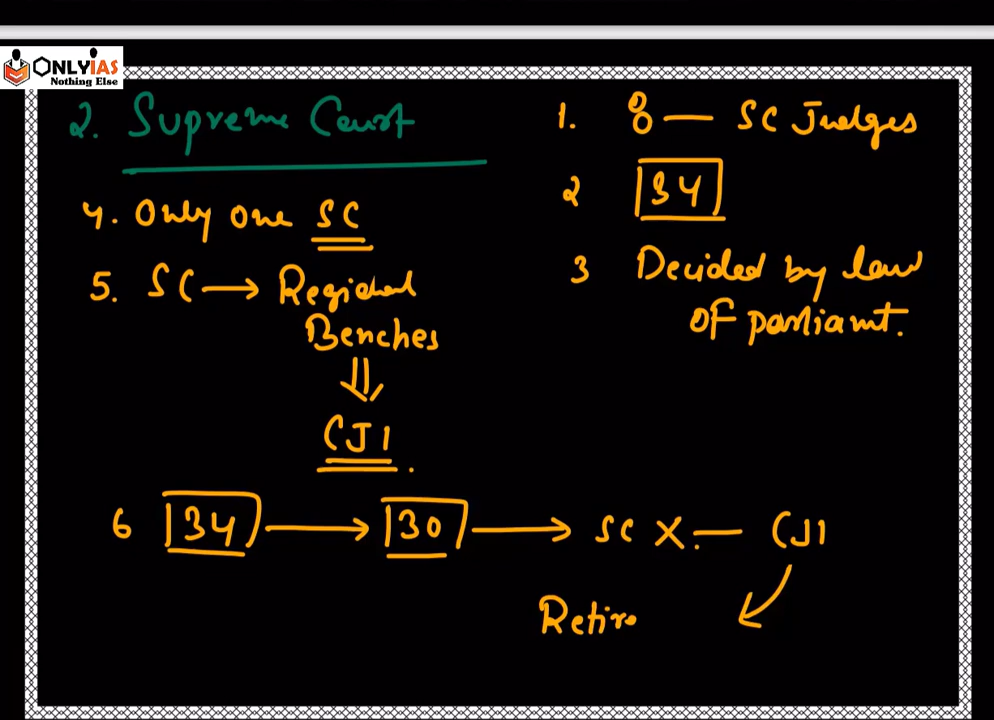 ONLYIAS
Nothing Else
2. Supreme Court
1. 8 — SC Judges
2 34
3 Decided by law
of parliamt.
4. Only one SC
5. SC → Regional
Benches
⇓
CJI.
6 34 → 30 → SC X. — CJI
Retire